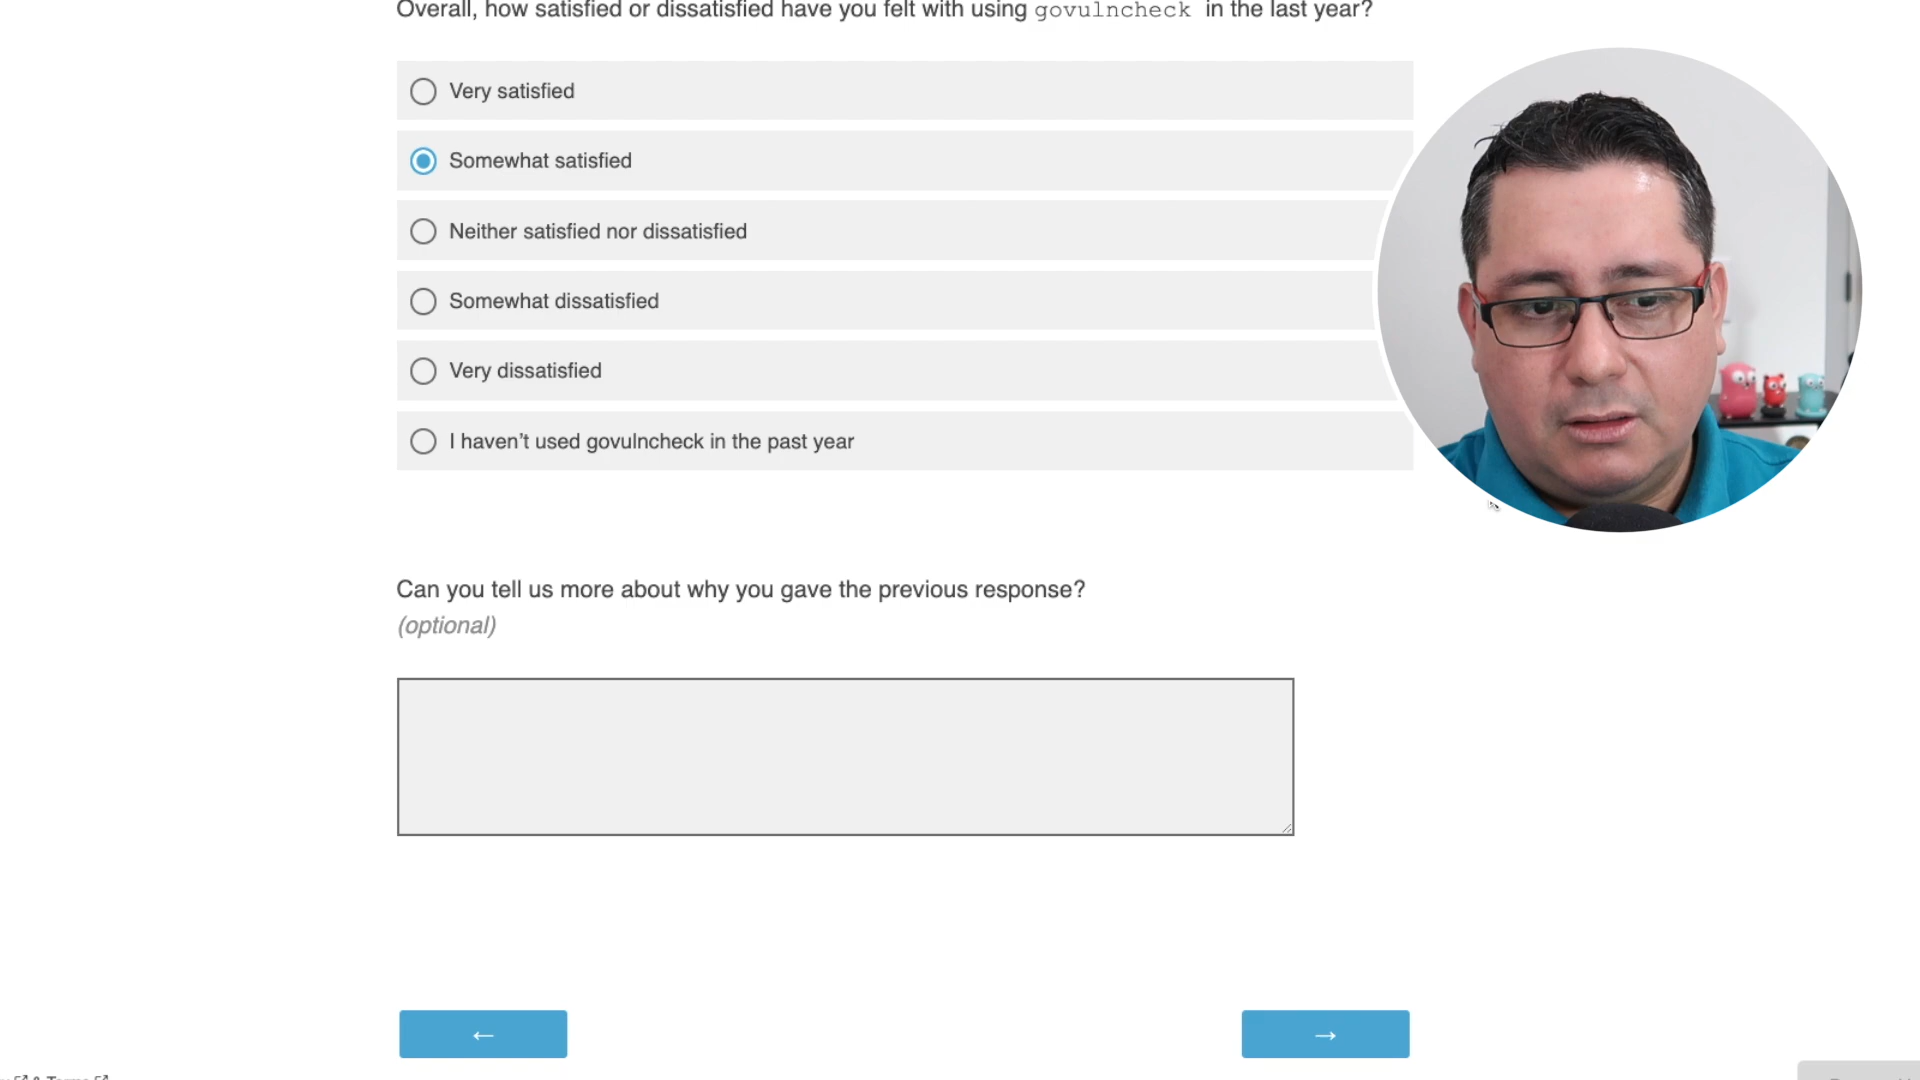 Overall, how satisfied or dissatisfied have you felt with using govulncheck in the last year?
Very satisfied
Somewhat satisfied
Neither satisfied nor dissatisfied
Somewhat dissatisfied
Very dissatisfied
I haven’t used govulncheck in the past year
Can you tell us more about why you gave the previous response?
(optional)
←
→